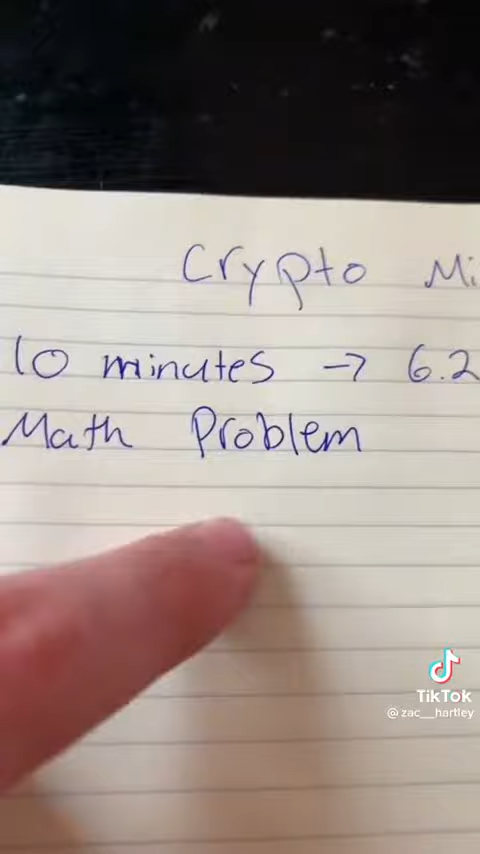 Crypto Mi
10 minutes → 6.2
Math Problem
TikTok
@zac__hartley